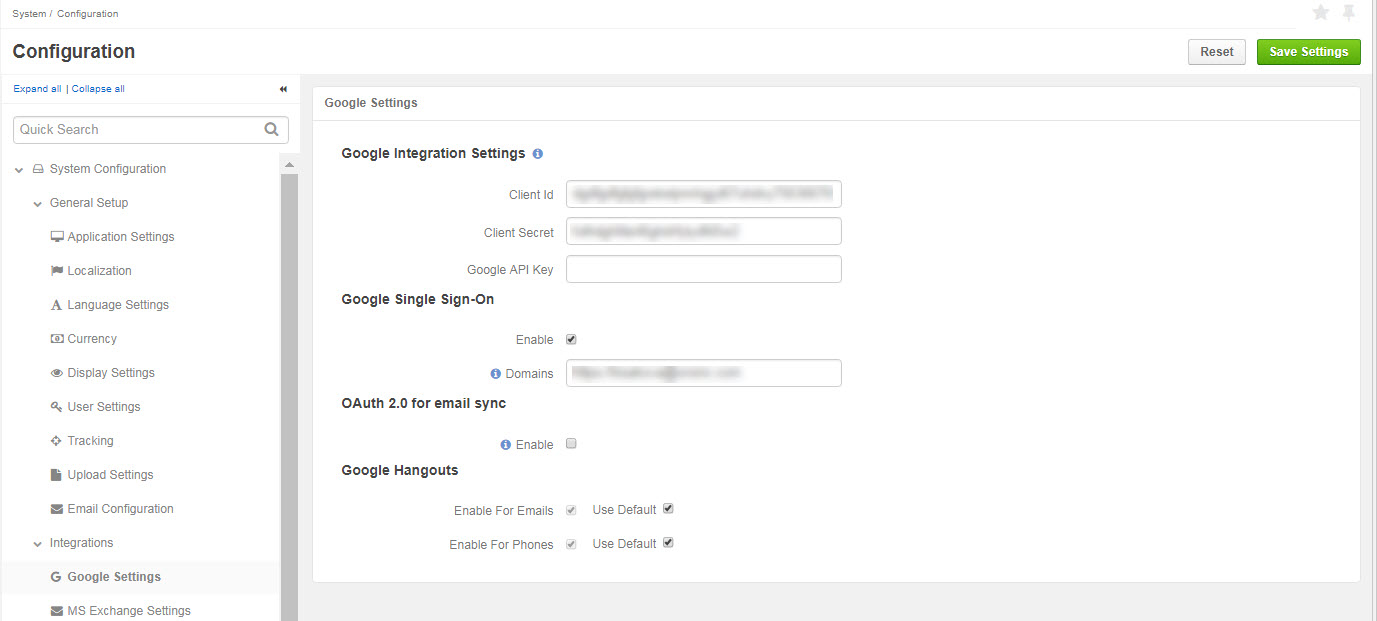 System / Configuration
Configuration
Reset
Save Settings
Expand all | Collapse all
Quick Search
System Configuration
General Setup
Application Settings
Localization
Language Settings
Currency
Display Settings
User Settings
Tracking
Upload Settings
Email Configuration
Integrations
Google Settings
MS Exchange Settings
Google Settings
Google Integration Settings
Client Id
Client Secret
Google API Key
Google Single Sign-On
Enable
Domains
OAuth 2.0 for email sync
Enable
Google Hangouts
Enable For Emails Use Default
Enable For Phones Use Default